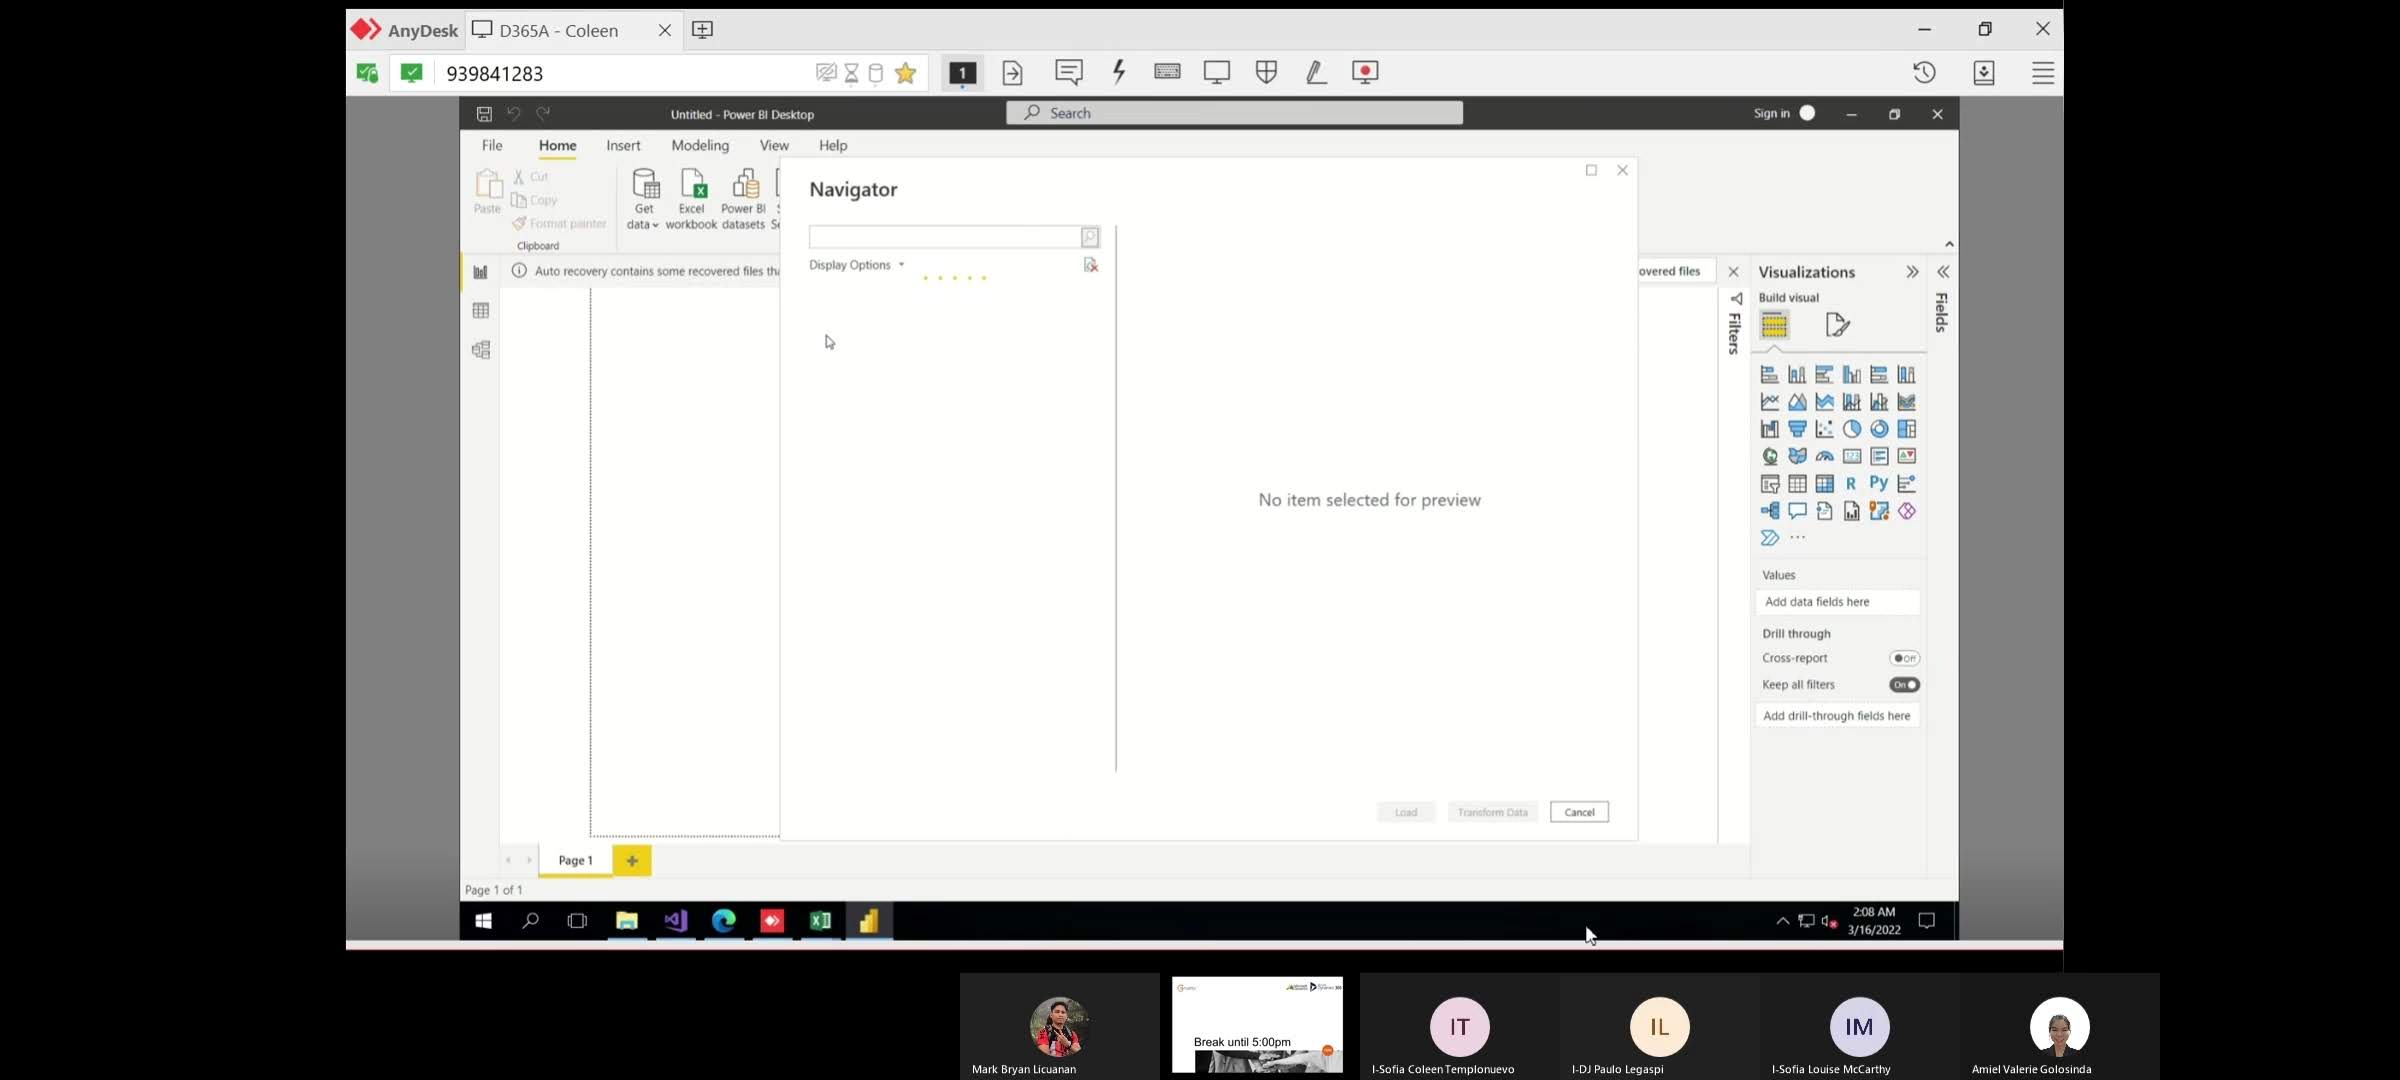 AnyDesk
D365A - Coleen
939841283
1
Untitled - Power BI Desktop
Search
Sign in
File
Home
Insert
Modeling
View
Help
Paste
Cut
Copy
Format painter
Clipboard
Get
data
Excel
workbook
Power BI
datasets
Navigator
Display Options
No item selected for preview
Load
Transform Data
Cancel
Auto recovery contains some recovered files tha
overed files
Filters
Visualizations
Build visual
Fields
123
R
Py
Values
Add data fields here
Drill through
Cross-report
Off
Keep all filters
On
Add drill-through fields here
Page 1
Page 1 of 1
2:08 AM
3/16/2022
Mark Bryan Licuanan
Break until 5:00pm
IT
I-Sofia Coleen Templonuevo
IL
I-DJ Paulo Legaspi
IM
I-Sofia Louise McCarthy
Amiel Valerie Golosinda